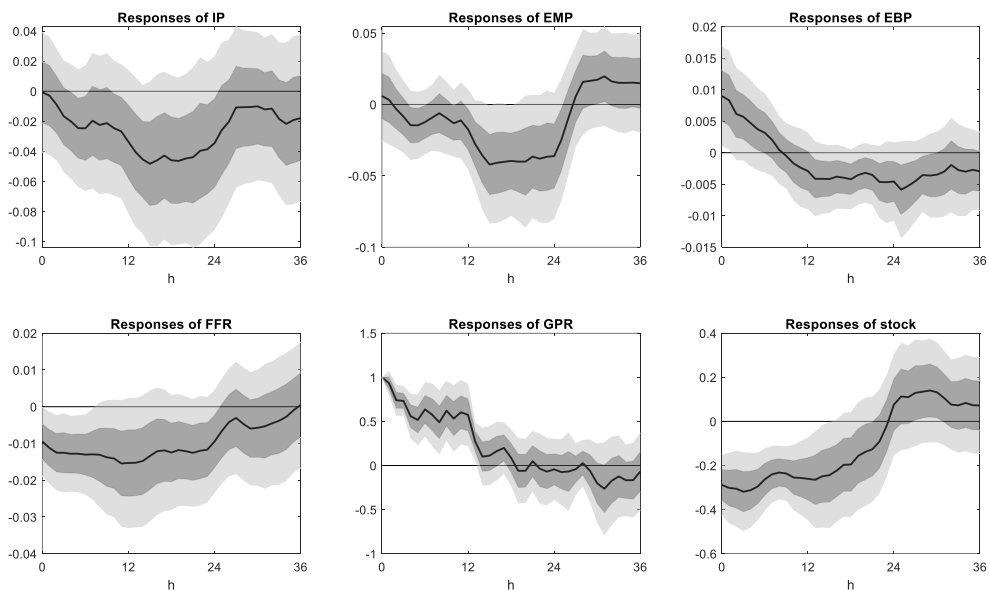 Responses of IP
0.04
0.02
0
-0.02
-0.04
-0.06
-0.08
-0.1
0 12 24 36
h
Responses of EMP
0.05
0
-0.05
-0.1
0 12 24 36
h
Responses of EBP
0.02
0.015
0.01
0.005
0
-0.005
-0.01
-0.015
0 12 24 36
h
Responses of FFR
0.02
0.01
0
-0.01
-0.02
-0.03
-0.04
0 12 24 36
h
Responses of GPR
1.5
1
0.5
0
-0.5
-1
0 12 24 36
h
Responses of stock
0.4
0.2
0
-0.2
-0.4
-0.6
0 12 24 36
h